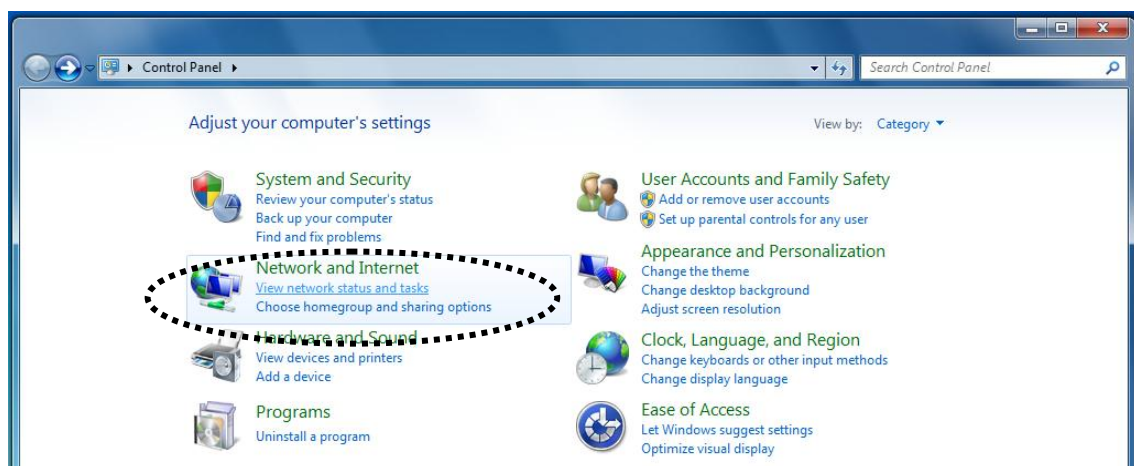 Control Panel
Search Control Panel
Adjust your computer's settings
View by: Category
System and Security
Review your computer's status
Back up your computer
Find and fix problems
Network and Internet
View network status and tasks
Choose homegroup and sharing options
Hardware and Sound
View devices and printers
Add a device
Programs
Uninstall a program
User Accounts and Family Safety
Add or remove user accounts
Set up parental controls for any user
Appearance and Personalization
Change the theme
Change desktop background
Adjust screen resolution
Clock, Language, and Region
Change keyboards or other input methods
Change display language
Ease of Access
Let Windows suggest settings
Optimize visual display